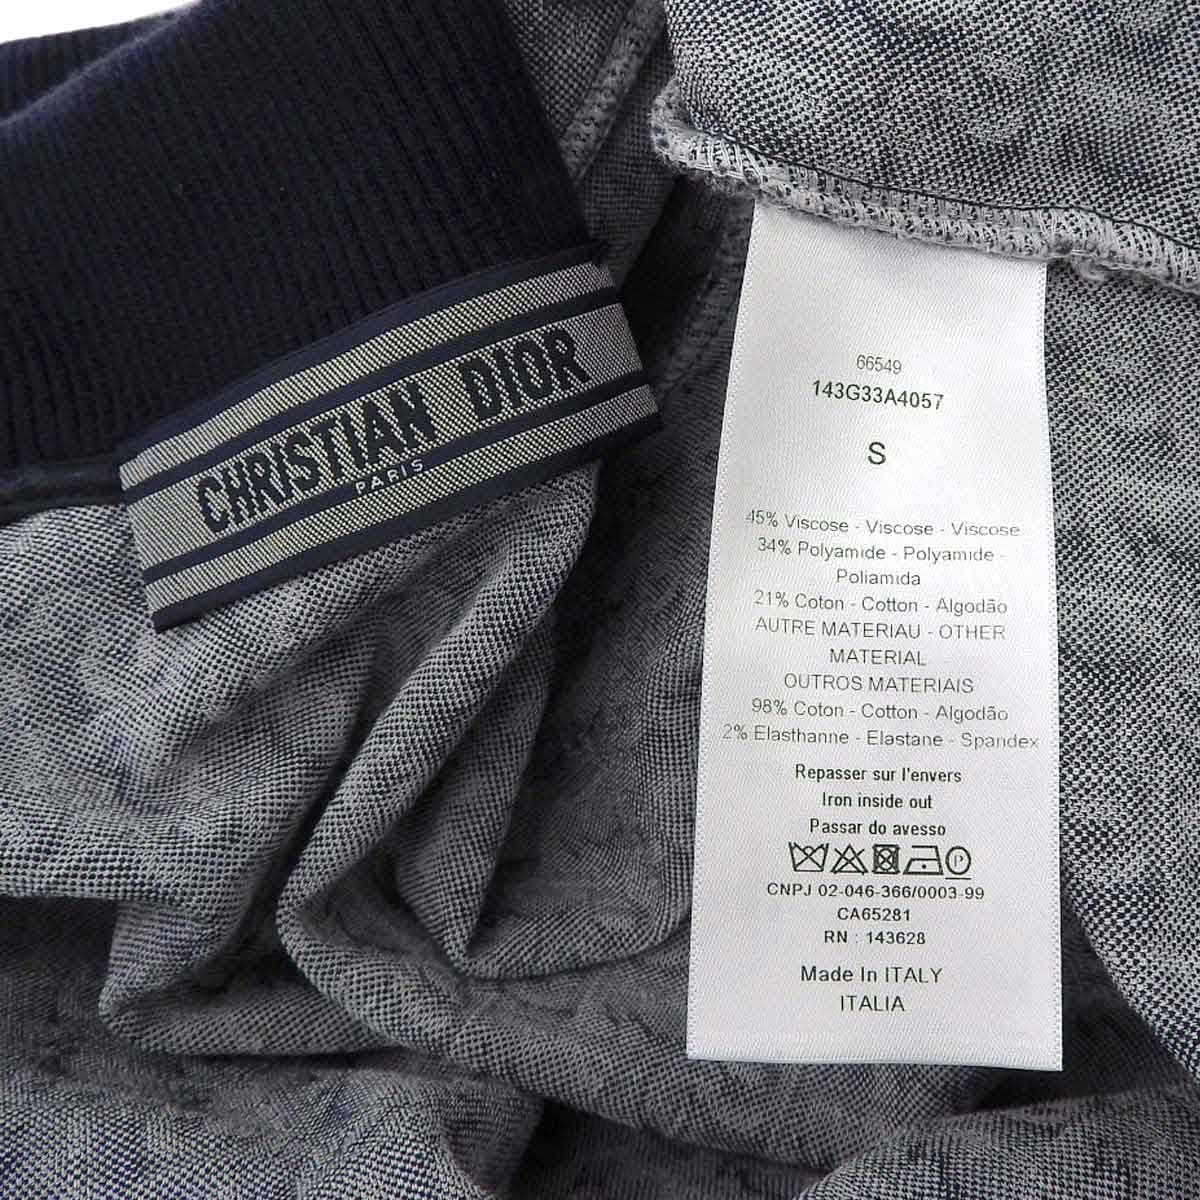 CHRISTIAN DIOR
PARIS
66549
143G33A4057
S
45% Viscose - Viscose - Viscose
34% Polyamide - Polyamide -
Poliamida
21% Coton - Cotton - Algodão
AUTRE MATERIAU - OTHER
MATERIAL
OUTROS MATERIAIS
98% Coton - Cotton - Algodão
2% Elasthanne - Elastane - Spandex
Repasser sur l'envers
Iron inside out
Passar do avesso
P
CNPJ 02-046-366/0003-99
CA65281
RN : 143628
Made In ITALY
ITALIA